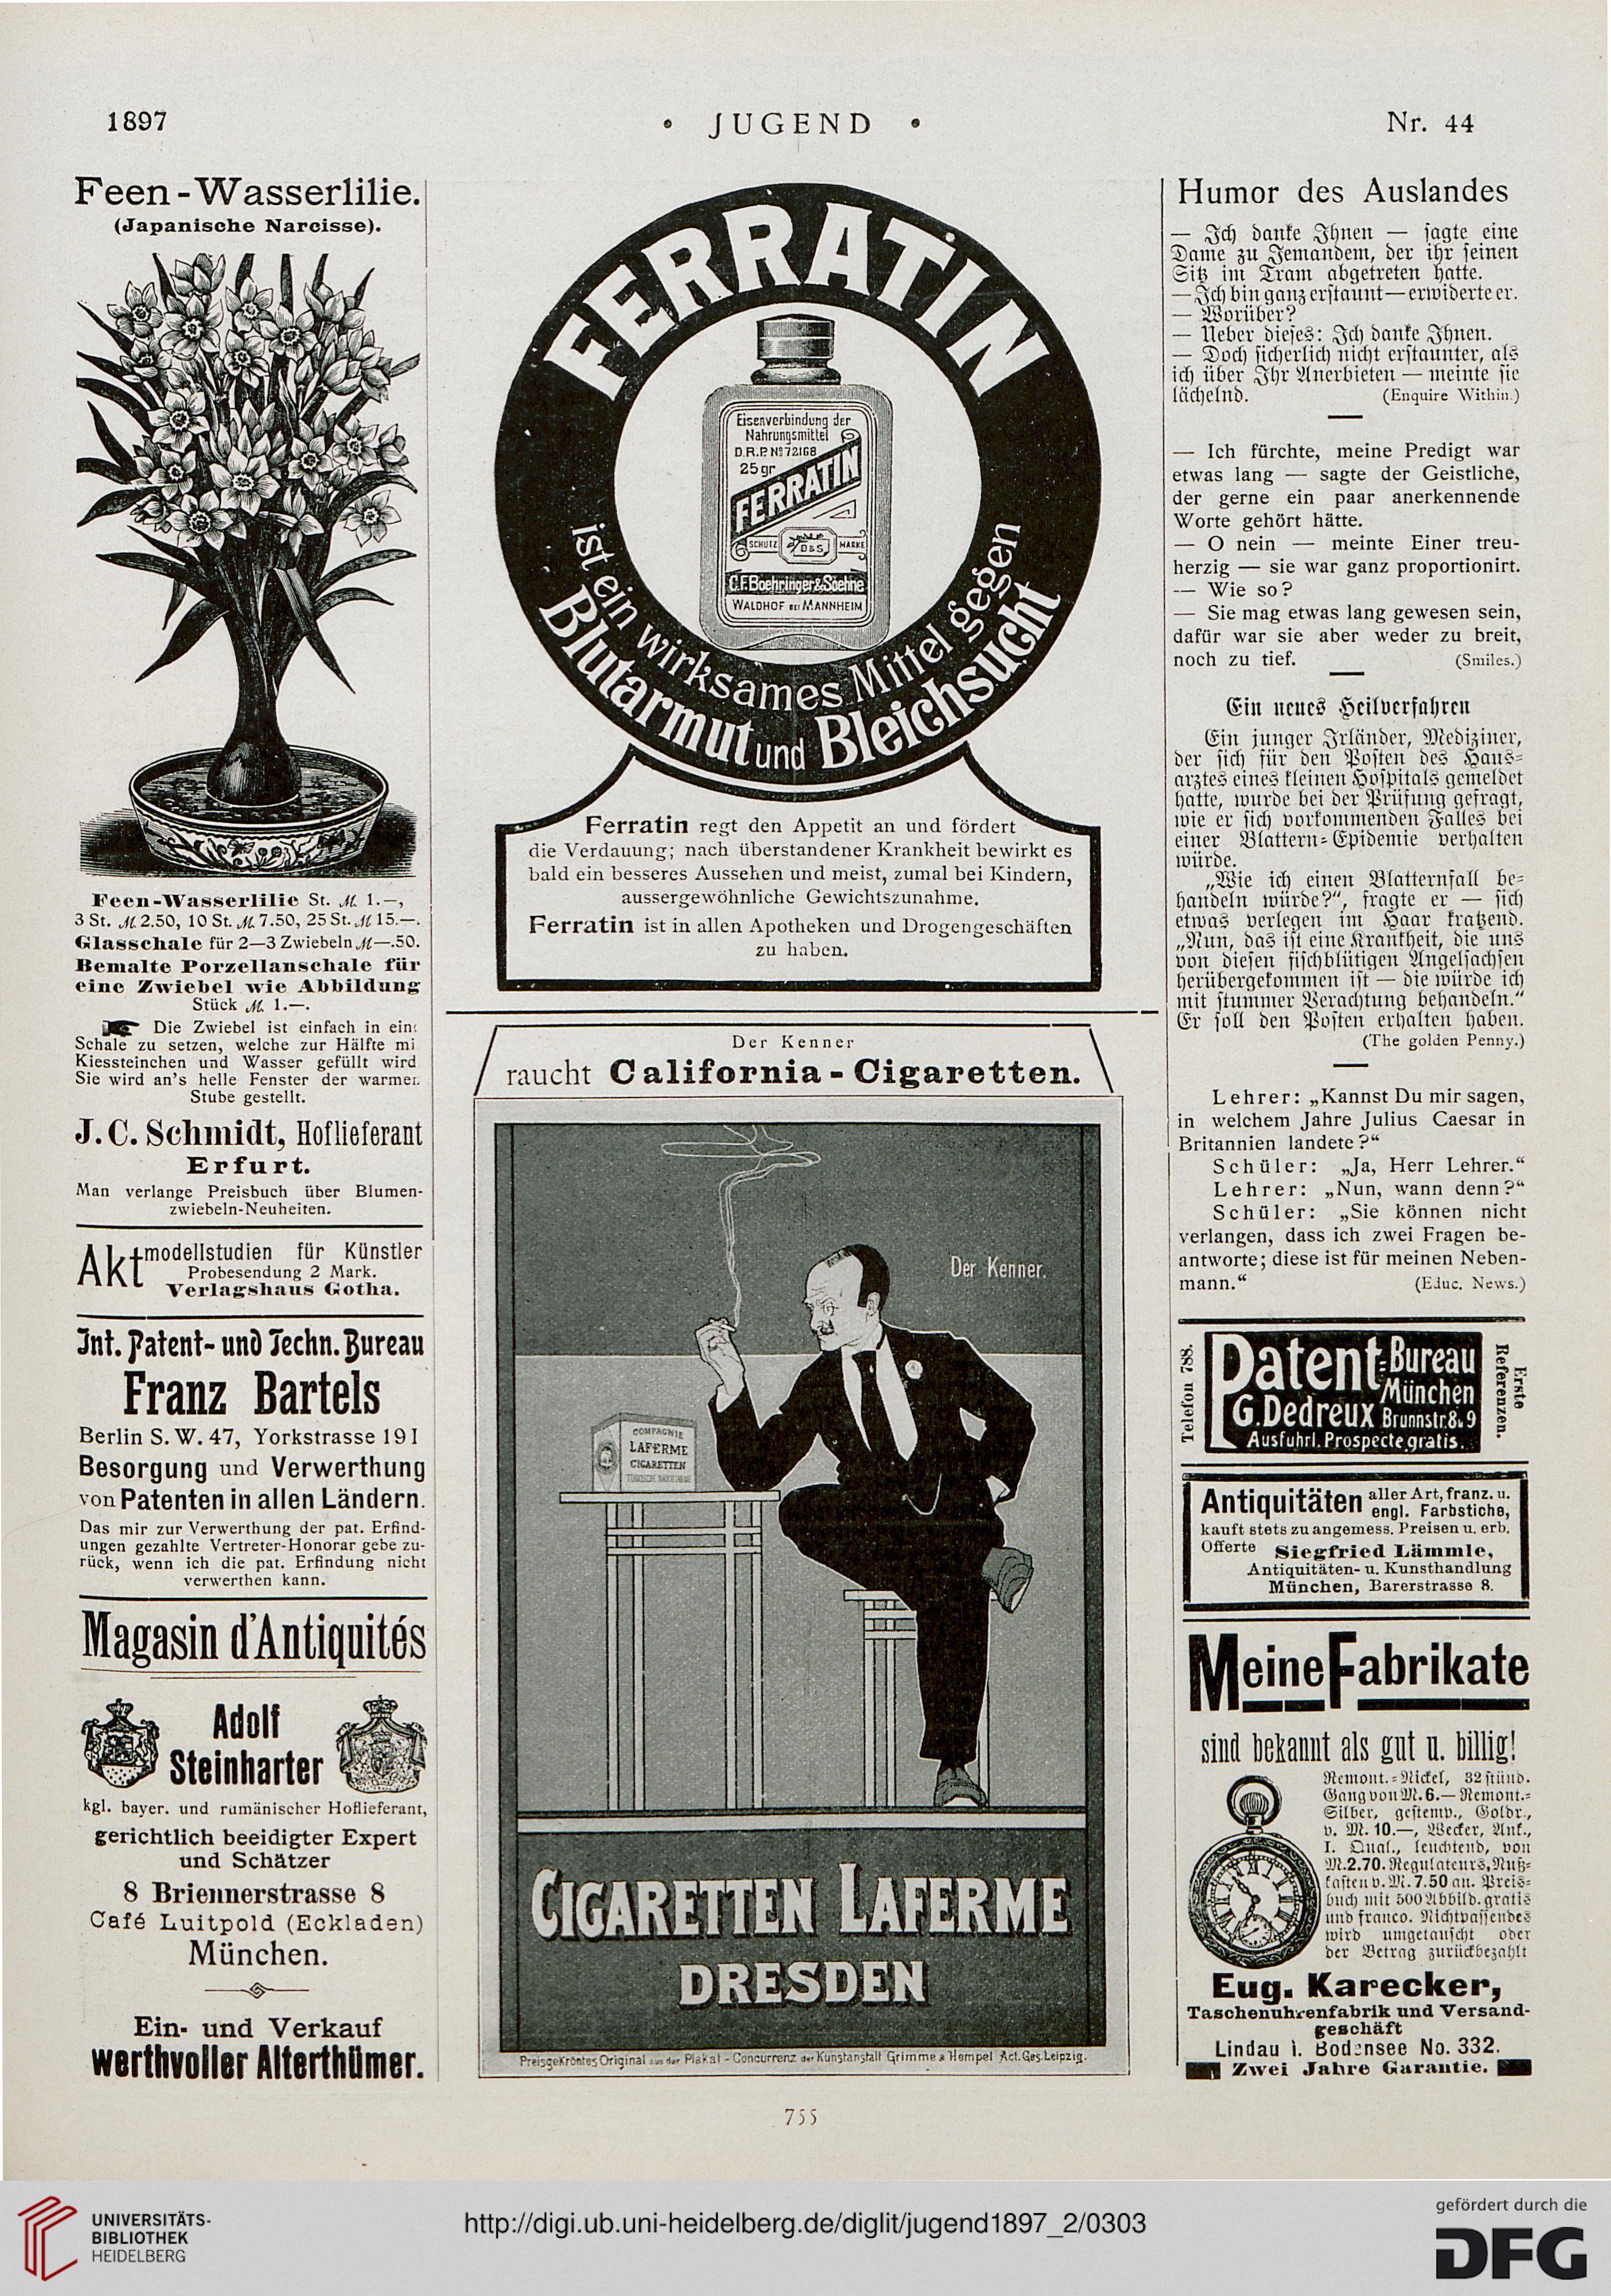 1897
• JUGEND •
Nr. 44
Feen-Wasserlilie.
(Japanische Narcisse).
Feen-Wasserlilie St. ℳ 1.—,
3 St. ℳ 2.50, 10 St. ℳ 7.50, 25 St. ℳ 15.—.
Glasschale für 2—3 Zwiebeln ℳ —.50.
Bemalte Porzellanschale für
eine Zwiebel wie Abbildung
Stück ℳ 1.—.
☛ Die Zwiebel ist einfach in ein
Schale zu setzen, welche zur Hälfte mi
Kiessteinchen und Wasser gefüllt wird
Sie wird an's helle Fenster der warmen
Stube gestellt.
J. C. Schmidt, Hoflieferant
Erfurt.
Man verlange Preisbuch über Blumen-
zwiebeln-Neuheiten.
Aktmodellstudien für Künstler
Probesendung 2 Mark.
Verlagshaus Gotha.
Int. Patent- und Techn. Bureau
Franz Bartels
Berlin S. W. 47, Yorkstrasse 19 I
Besorgung und Verwerthung
von Patenten in allen Ländern.
Das mir zur Verwerthung der pat. Erfind-
ungen gezahlte Vertreter-Honorar gebe zu-
rück, wenn ich die pat. Erfindung nicht
verwerthen kann.
Magasin d'Antiquités
Adolf
Steinharter
kgl. bayer. und rumänischer Hoflieferant,
gerichtlich beeidigter Expert
und Schätzer
8 Briennerstrasse 8
Café Luitpold (Eckladen)
München.
Ein- und Verkauf
werthvoller Alterthümer.
FERRATIN
Eisenverbindung der
Nahrungsmittel
D.R.P. Nº 72168
25 gr
FERRATIN
SCHUTZ B&S MARKE
C.F. Boehringer & Soehne
WALDHOF BEI MANNHEIM
ist ein wirksames Mittel gegen
Blutarmut und Bleichsucht
Ferratin regt den Appetit an und fördert
die Verdauung; nach überstandener Krankheit bewirkt es
bald ein besseres Aussehen und meist, zumal bei Kindern,
aussergewöhnliche Gewichtszunahme.
Ferratin ist in allen Apotheken und Drogengeschäften
zu haben.
Der Kenner
raucht California-Cigaretten.
Der Kenner.
COMPAGNIE
LAFERME
CIGARETTEN
CIGARETTEN LAFERME
DRESDEN
Preisgekröntes Original aus der Plakat-Concurrenz der Kunstanstalt Grimme & Hempel Act. Ges. Leipzig.
Humor des Auslandes
— Ich danke Ihnen — sagte eine
Dame zu Jemandem, der ihr seinen
Sitz im Tram abgetreten hatte.
— Ich bin ganz erstaunt — erwiderte er.
— Worüber?
— Ueber dieses: Ich danke Ihnen.
— Doch sicherlich nicht erstaunter, als
ich über Ihr Anerbieten — meinte sie
lächelnd. (Enquire Within.)
— Ich fürchte, meine Predigt war
etwas lang — sagte der Geistliche,
der gerne ein paar anerkennende
Worte gehört hätte.
— O nein — meinte Einer treu-
herzig — sie war ganz proportionirt.
— Wie so?
— Sie mag etwas lang gewesen sein,
dafür war sie aber weder zu breit,
noch zu tief. (Smiles.)
Ein neues Heilverfahren
Ein junger Irländer, Mediziner,
der sich für den Posten des Haus-
arztes eines kleinen Hospitals gemeldet
hatte, wurde bei der Prüfung gefragt,
wie er sich vorkommenden Falles bei
einer Blattern-Epidemie verhalten
würde.
„Wie ich einen Blatternfall be-
handeln würde?", fragte er — sich
etwas verlegen im Haar kratzend.
„Nun, das ist eine Krankheit, die uns
von diesen fischblütigen Angelsachsen
herübergekommen ist — die würde ich
mit stummer Verachtung behandeln."
Er soll den Posten erhalten haben.
(The golden Penny.)
Lehrer: „Kannst Du mir sagen,
in welchem Jahre Julius Caesar in
Britannien landete?"
Schüler: „Ja, Herr Lehrer."
Lehrer: „Nun, wann denn?"
Schüler: „Sie können nicht
verlangen, dass ich zwei Fragen be-
antworte; diese ist für meinen Neben-
mann." (Educ. News.)
Telefon 788.
Patent-Bureau
München
G. Dedreux Brunnstr. 8 u. 9
Ausführl. Prospecte gratis.
Erste
Referenzen.
Antiquitäten aller Art, franz. u.
engl. Farbstiche,
kauft stets zu angemess. Preisen u. erb.
Offerte Siegfried Lämmle,
Antiquitäten- u. Kunsthandlung
München, Barerstrasse 8.
Meine Fabrikate
sind bekannt als gut u. billig!
Remont.-Nickel, 32stünd.
Gang von M. 6.— Remont.-
Silber, gestemp., Goldr.,
v. M. 10.—, Wecker, Ank.,
I. Qual., leuchtend, von
M. 2.70. Regulateurs, Nuß-
kasten v. M. 7.50 an. Preis-
buch mit 500 Abbild. gratis
und franco. Nichtpassendes
wird umgetauscht oder
der Betrag zurückbezahlt
Eug. Karecker,
Taschenuhrenfabrik und Versand-
geschäft
Lindau i. Bodensee No. 332.
Zwei Jahre Garantie.
755
UNIVERSITÄTS-
BIBLIOTHEK
HEIDELBERG
http://digi.ub.uni-heidelberg.de/diglit/jugend1897_2/0303
gefördert durch die
DFG